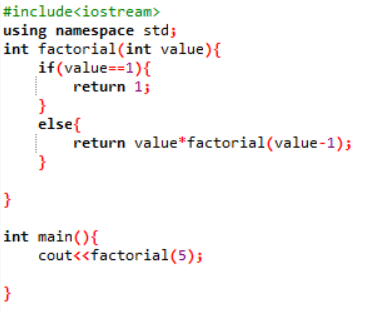 #include<iostream>
using namespace std;
int factorial(int value){
    if(value==1){
        return 1;
    }
    else{
        return value*factorial(value-1);
    }

}

int main(){
    cout<<factorial(5);

}